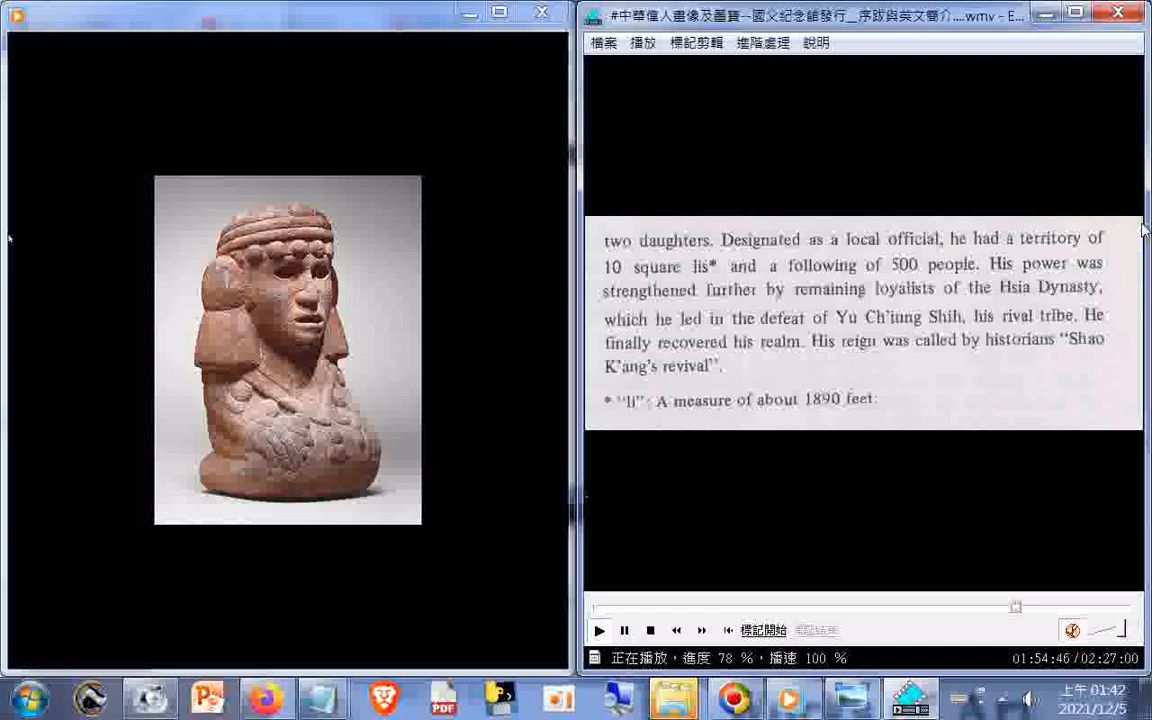 #中華偉人畫像及墨寶--國父紀念館發行__序跋與英文簡介....wmv - E...
檔案 播放 標記剪輯 進階處理 說明
two daughters. Designated as a local official, he had a territory of
10 square lis* and a following of 500 people. His power was
strengthened further by remaining loyalists of the Hsia Dynasty,
which he led in the defeat of Yu Ch'iung Shih, his rival tribe. He
finally recovered his realm. His reign was called by historians "Shao
K'ang's revival".
* "li": A measure of about 1890 feet.
標記開始 標記結束
正在播放，進度 78 %，播速 100 %
01:54:46 / 02:27:00
PDF
上午 01:42
2021/12/5